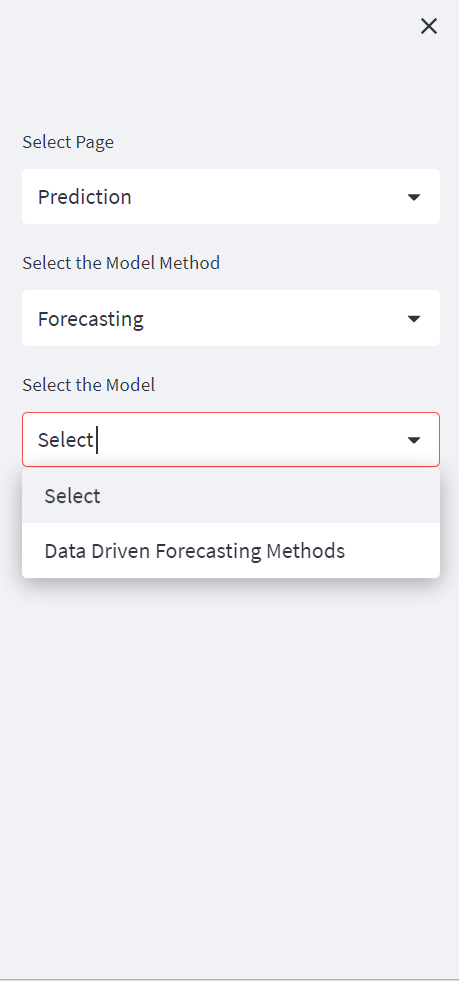 Select Page
Prediction
Select the Model Method
Forecasting
Select the Model
Select
Select
Data Driven Forecasting Methods